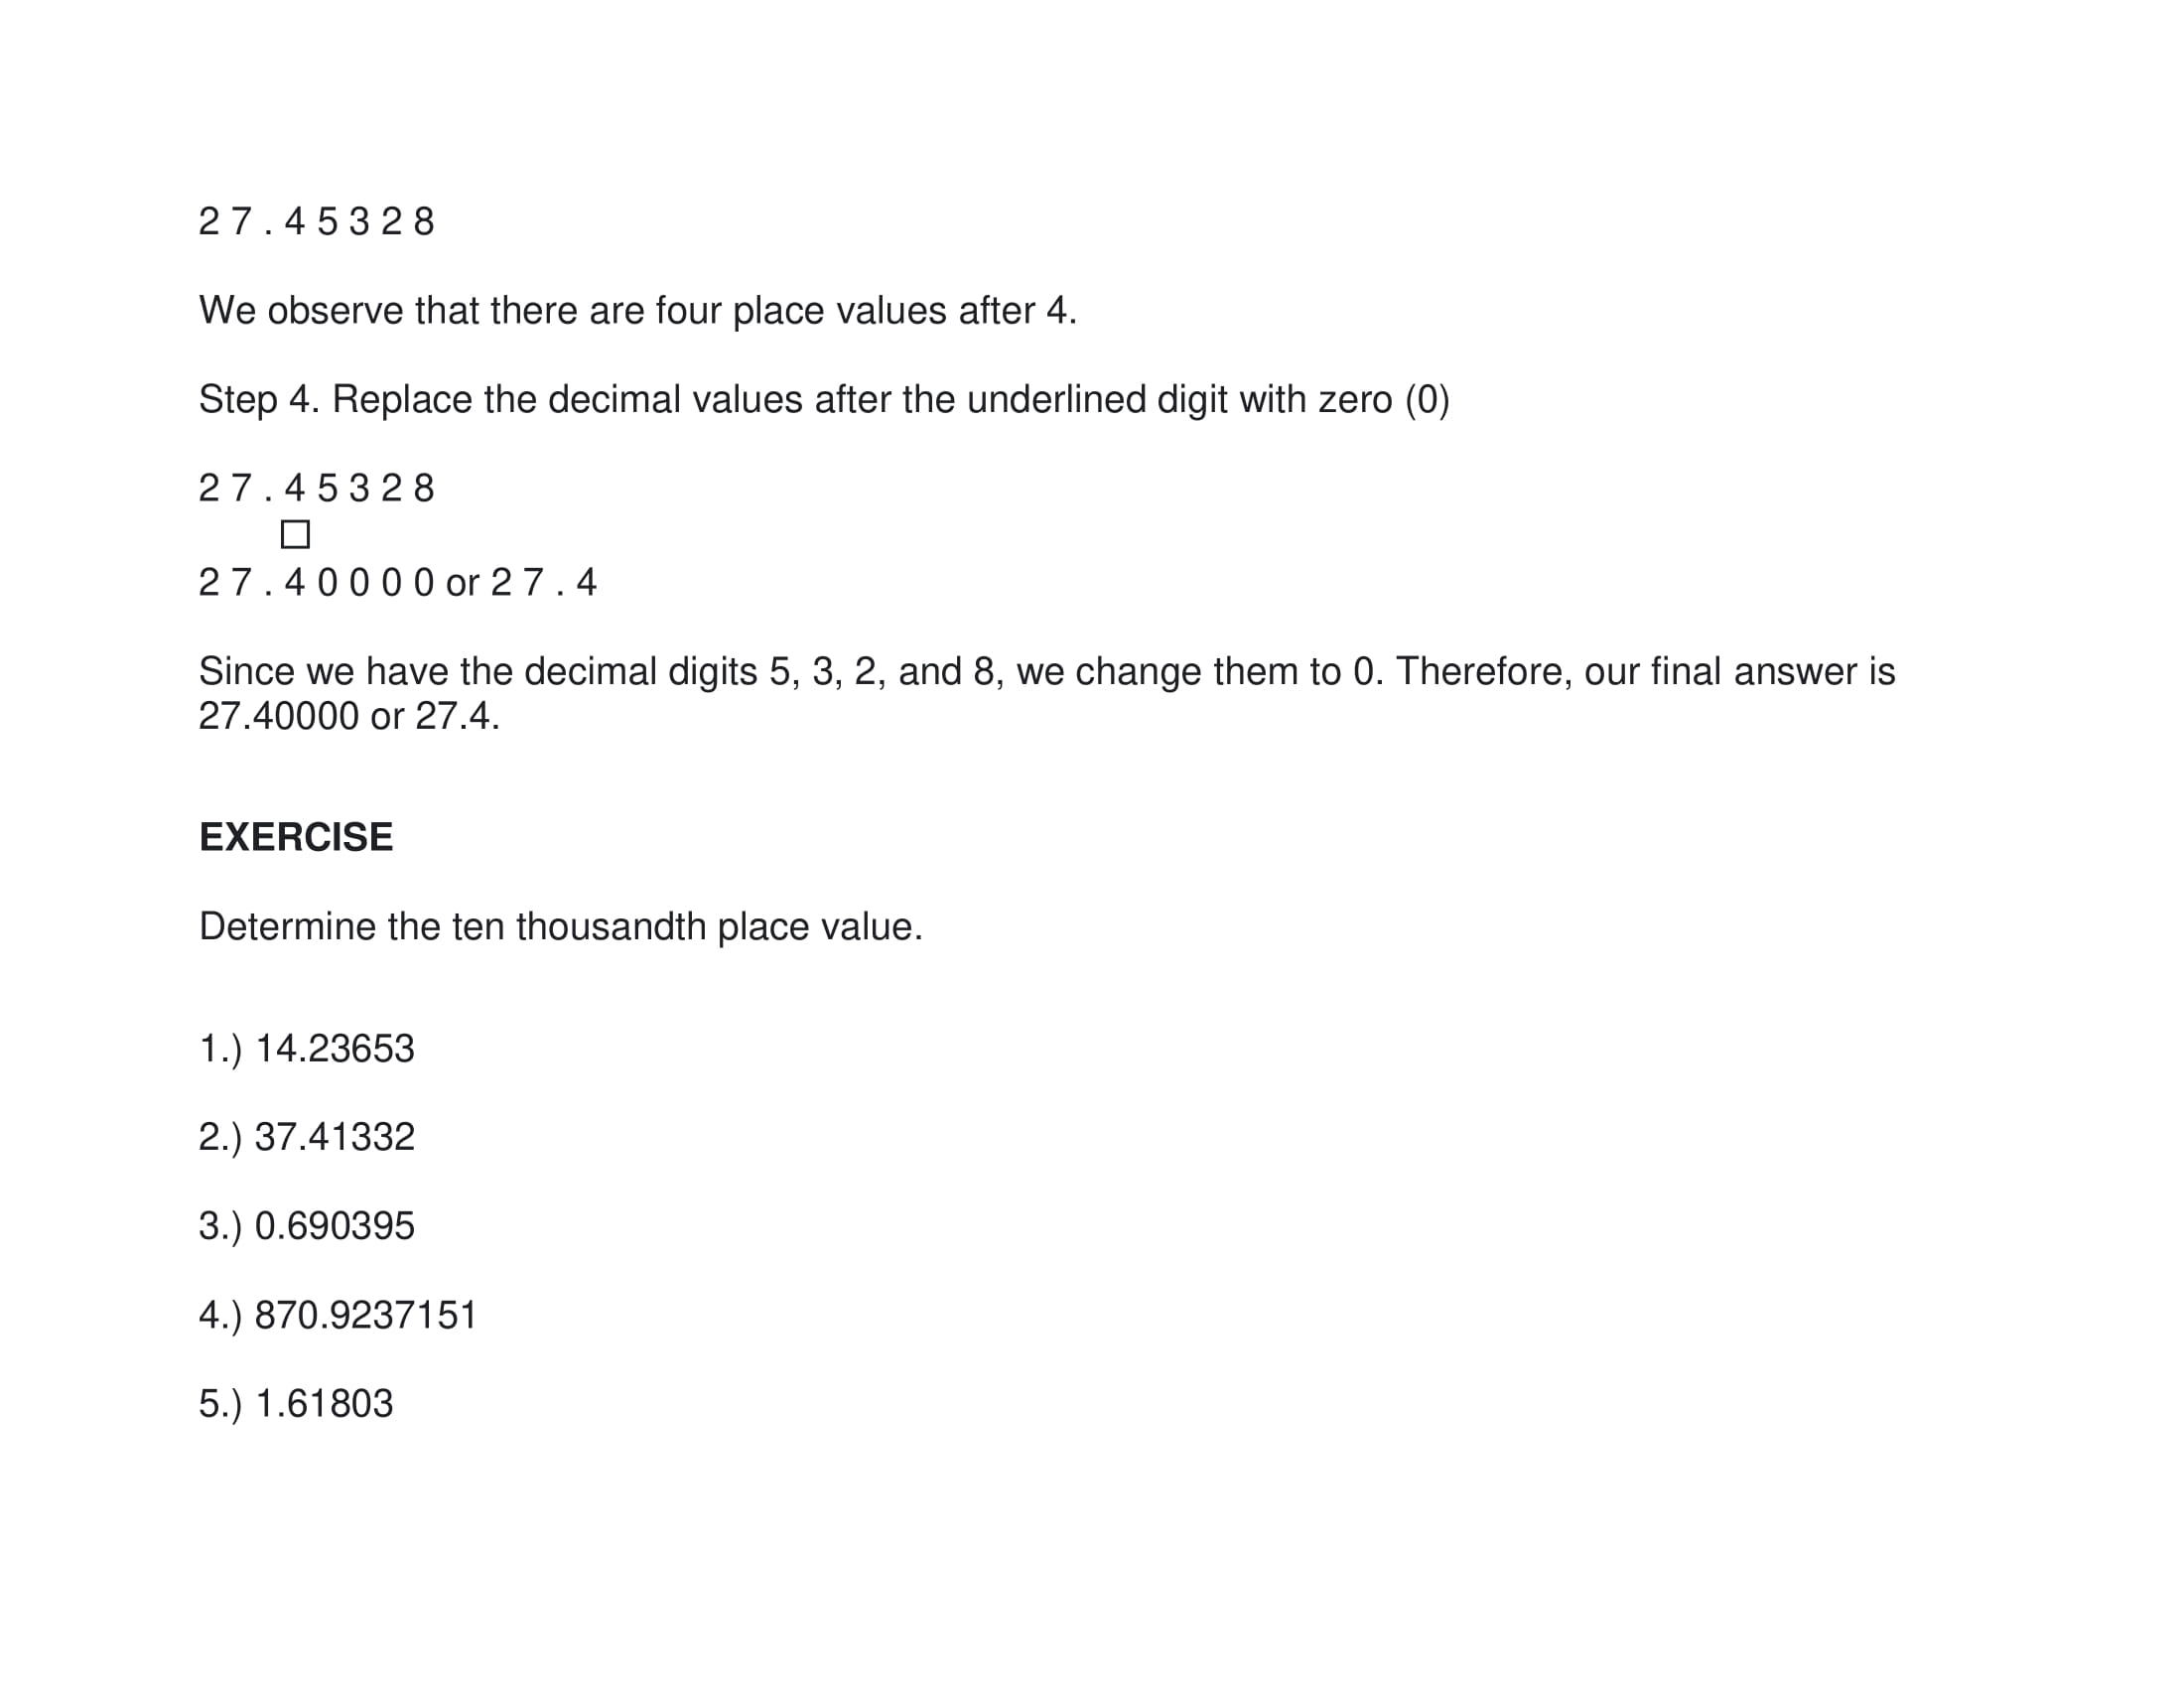 2 7 . 4 5 3 2 8
We observe that there are four place values after 4.
Step 4. Replace the decimal values after the underlined digit with zero (0)
2 7 . 4 5 3 2 8
□
2 7 . 4 0 0 0 0 or 2 7 . 4
Since we have the decimal digits 5, 3, 2, and 8, we change them to 0. Therefore, our final answer is
27.40000 or 27.4.
EXERCISE
Determine the ten thousandth place value.
1.) 14.23653
2.) 37.41332
3.) 0.690395
4.) 870.9237151
5.) 1.61803